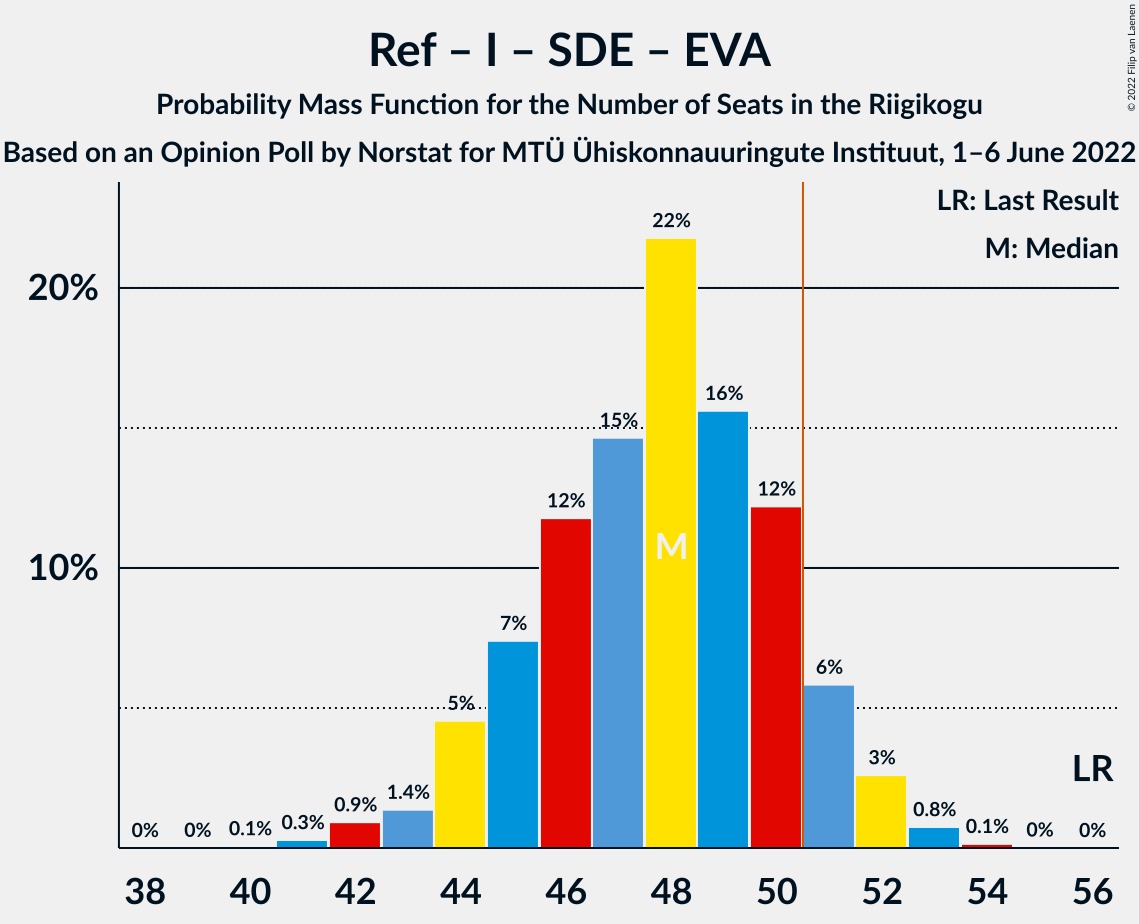 Ref – I – SDE – EVA
Probability Mass Function for the Number of Seats in the Riigikogu
Based on an Opinion Poll by Norstat for MTÜ Ühiskonnauuringute Instituut, 1–6 June 2022
© 2022 Filip van Laenen
LR: Last Result
M: Median
20%
10%
0% 0% 0.1% 0.3% 0.9% 1.4% 5% 7% 12% 15% 22% 16% 12% 6% 3% 0.8% 0.1% 0% 0%
M
LR
38 40 42 44 46 48 50 52 54 56